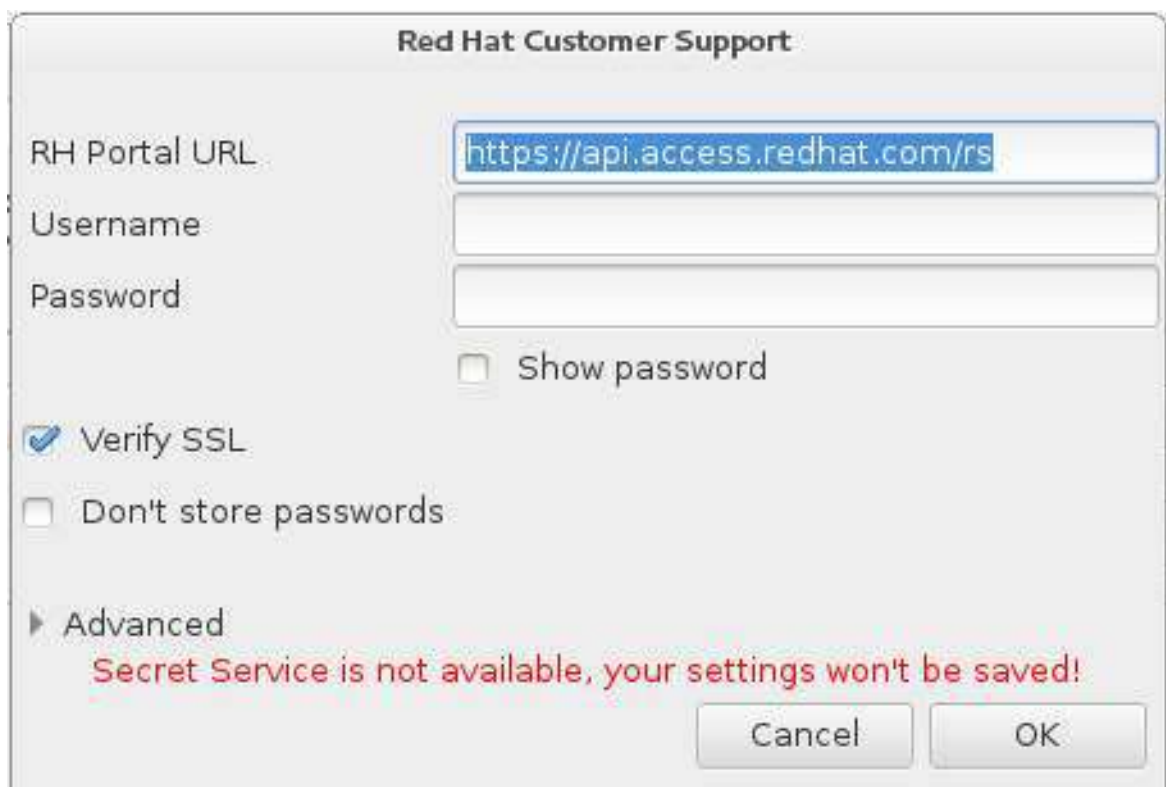 Red Hat Customer Support
RH Portal URL https://api.access.redhat.com/rs
Username
Password
Show password
Verify SSL
Don't store passwords
Advanced
Secret Service is not available, your settings won't be saved!
Cancel OK